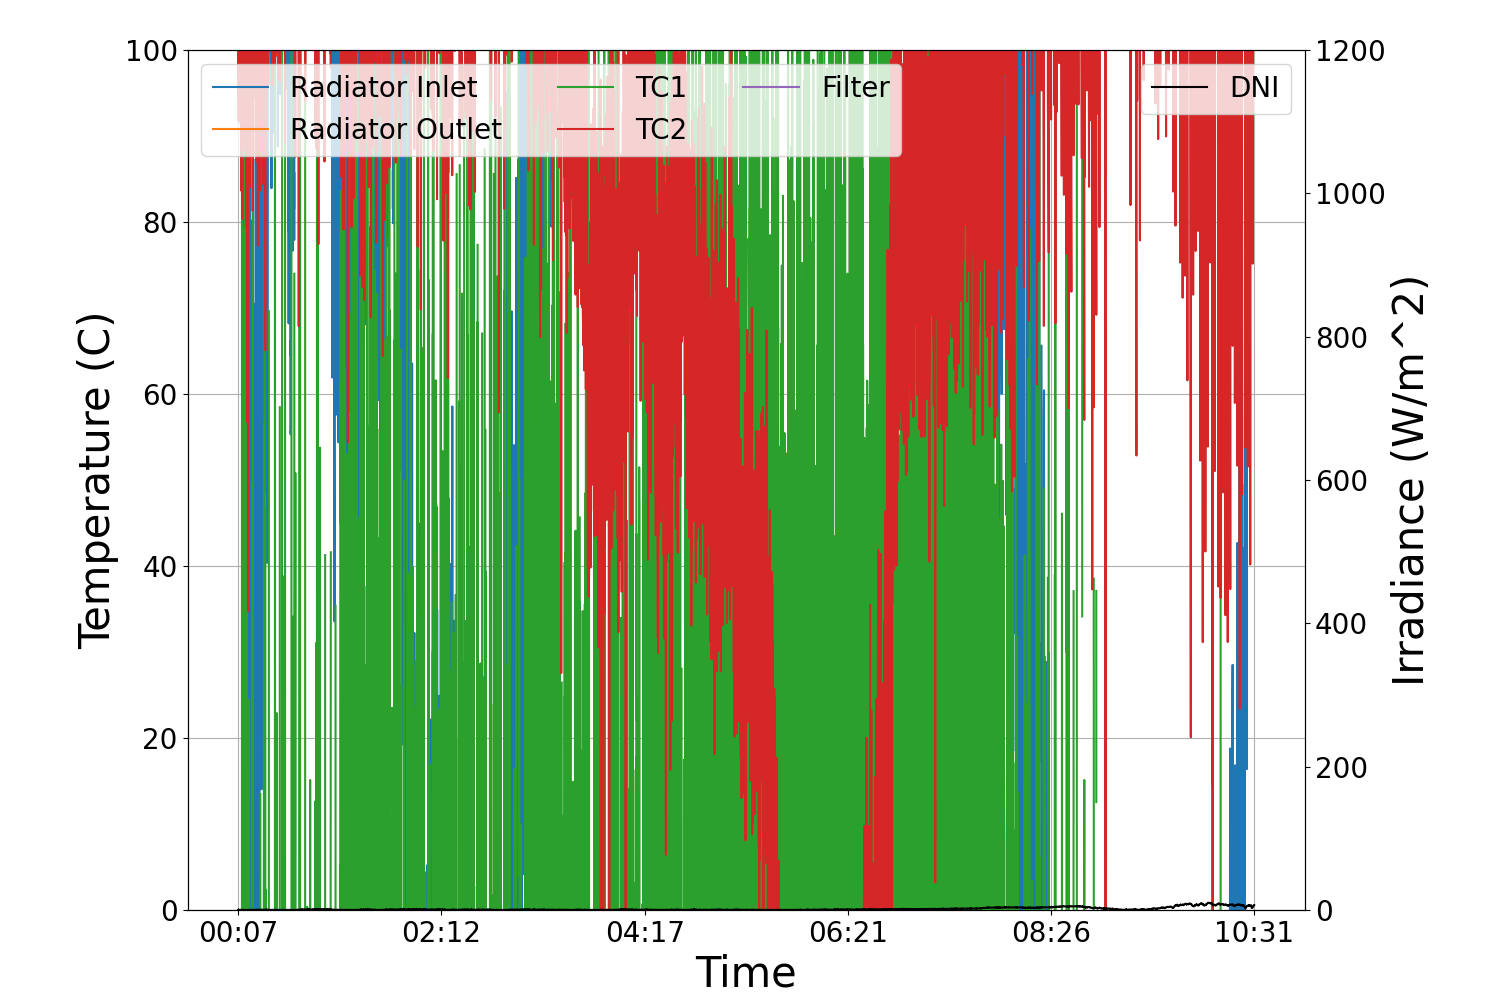 Temperature (C)
100
80
60
40
20
0
Radiator Inlet
Radiator Outlet
TC1
TC2
Filter
DNI
1200
1000
800
600
400
200
0
Irradiance (W/m^2)
00:07 02:12 04:17 06:21 08:26 10:31
Time